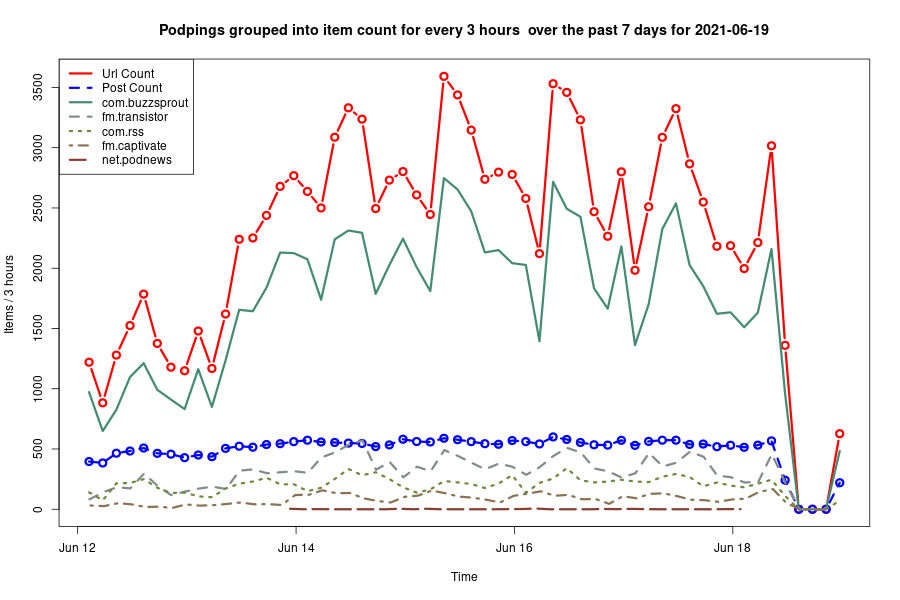 Podpings grouped into item count for every 3 hours  over the past 7 days for 2021-06-19
Url Count
Post Count
com.buzzsprout
fm.transistor
com.rss
fm.captivate
net.podnews
Items / 3 hours
3500
3000
2500
2000
1500
1000
500
0
Jun 12
Jun 14
Jun 16
Jun 18
Time